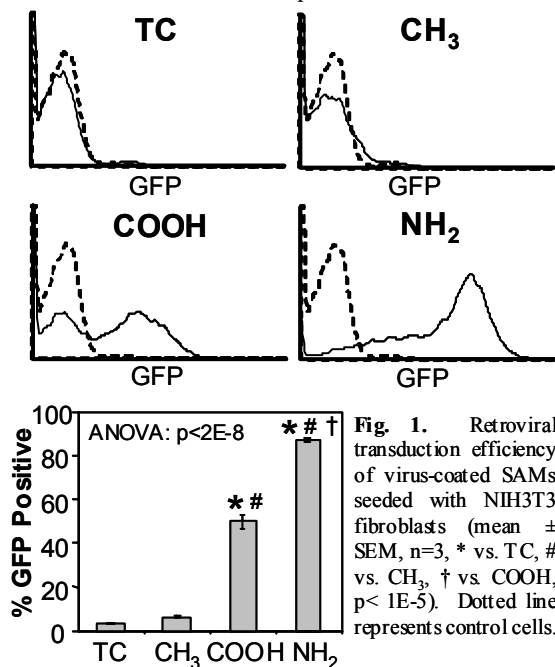 TC
CH3
GFP
GFP
COOH
NH2
GFP
GFP
% GFP Positive
100
80
60
40
20
0
ANOVA: p<2E-8
* #
* # †
TC
CH3
COOH
NH2
Fig. 1. Retroviral
transduction efficiency
of virus-coated SAMs
seeded with NIH3T3
fibroblasts (mean ±
SEM, n=3, * vs. TC, #
vs. CH3, † vs. COOH,
p< 1E-5). Dotted line
represents control cells.